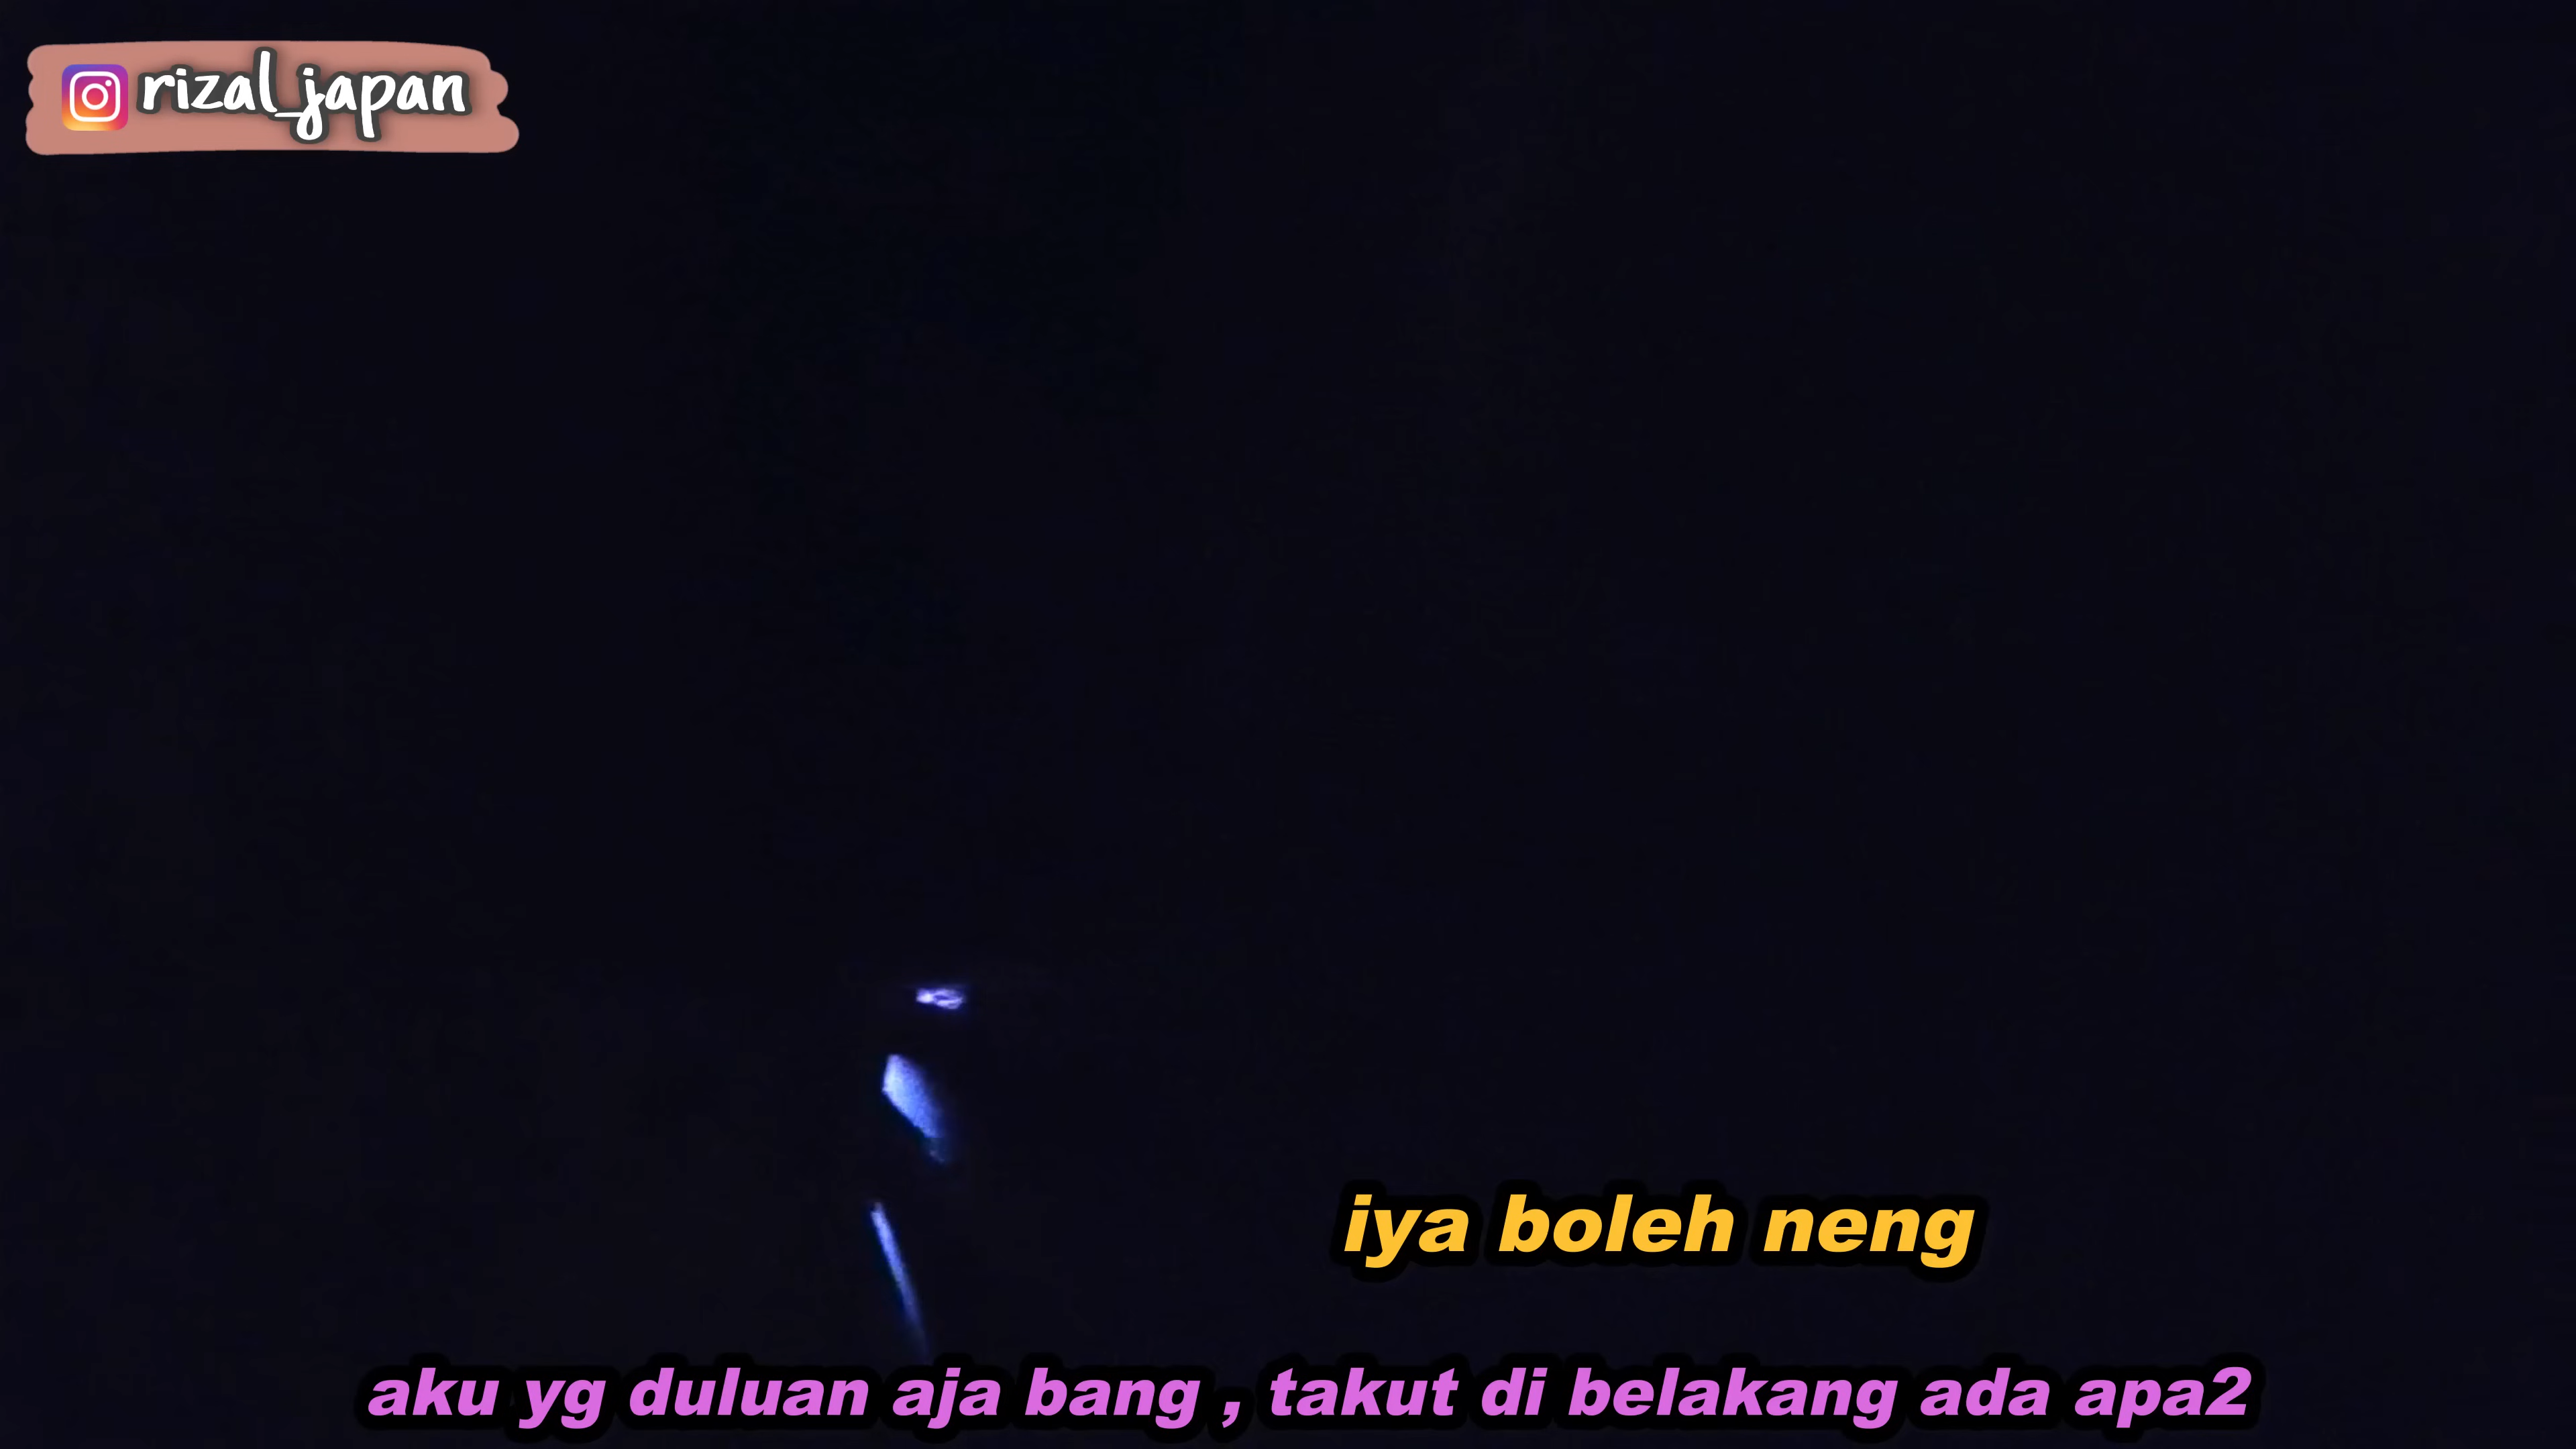 rizal_japan
iya boleh neng
aku yg duluan aja bang , takut di belakang ada apa2